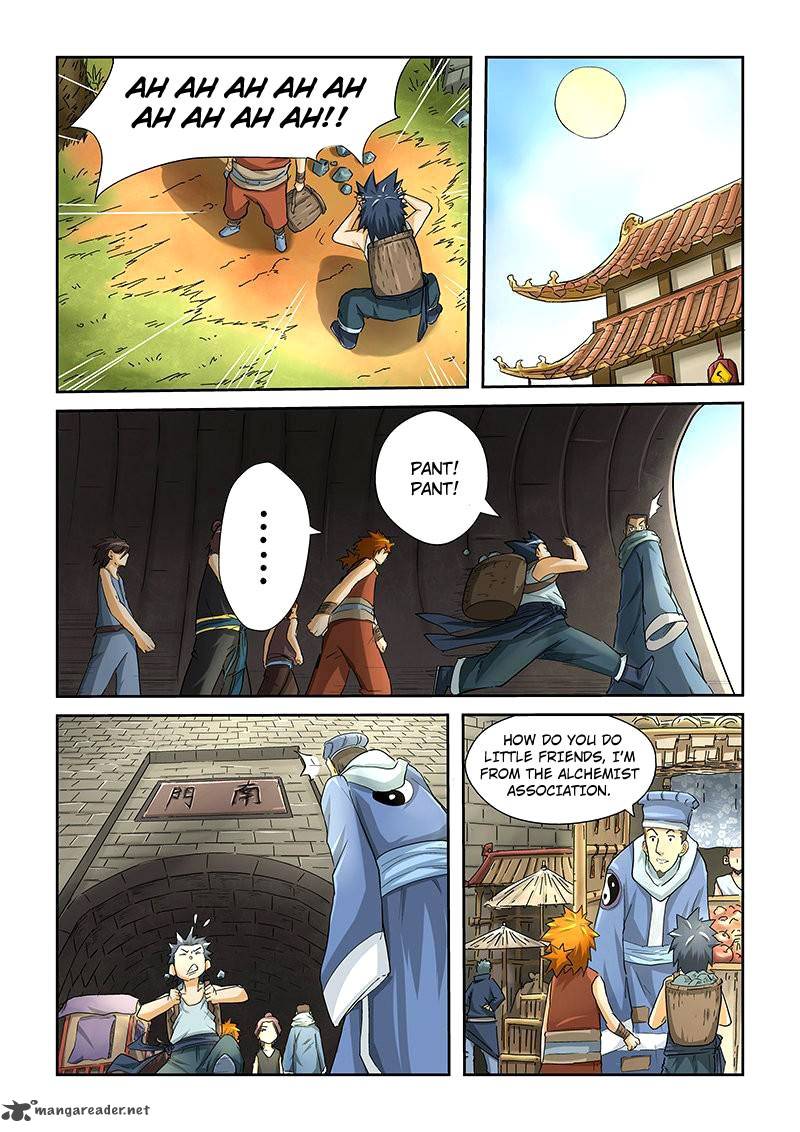 AH AH AH AH AH
AH AH AH AH!!
......
PANT!
PANT!
南門
HOW DO YOU DO
LITTLE FRIENDS, I'M
FROM THE ALCHEMIST
ASSOCIATION.
mangareader.net